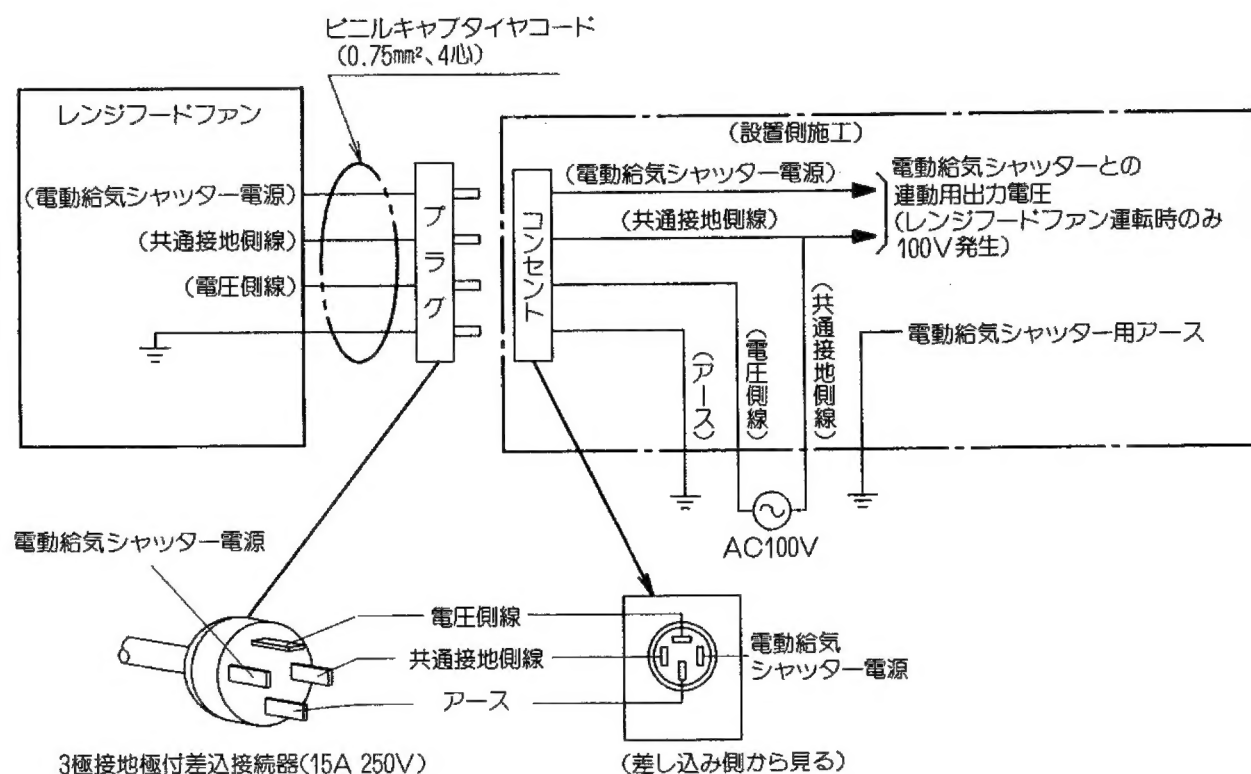 ビニルキャブタイヤコード
(0.75mm²、4心)
レンジフードファン
(電動給気シャッター電源)
(共通接地側線)
(電圧側線)
プラグ
コンセント
(設置側施工)
(電動給気シャッター電源)
(共通接地側線)
電動給気シャッターとの
連動用出力電圧
(レンジフードファン運転時のみ
100V発生)
(アース)
(電圧側線)
(共通接地側線)
電動給気シャッター用アース
AC100V
電動給気シャッター電源
電圧側線
共通接地側線
アース
電動給気
シャッター電源
3極接地極付差込接続器(15A 250V)
(差し込み側から見る)